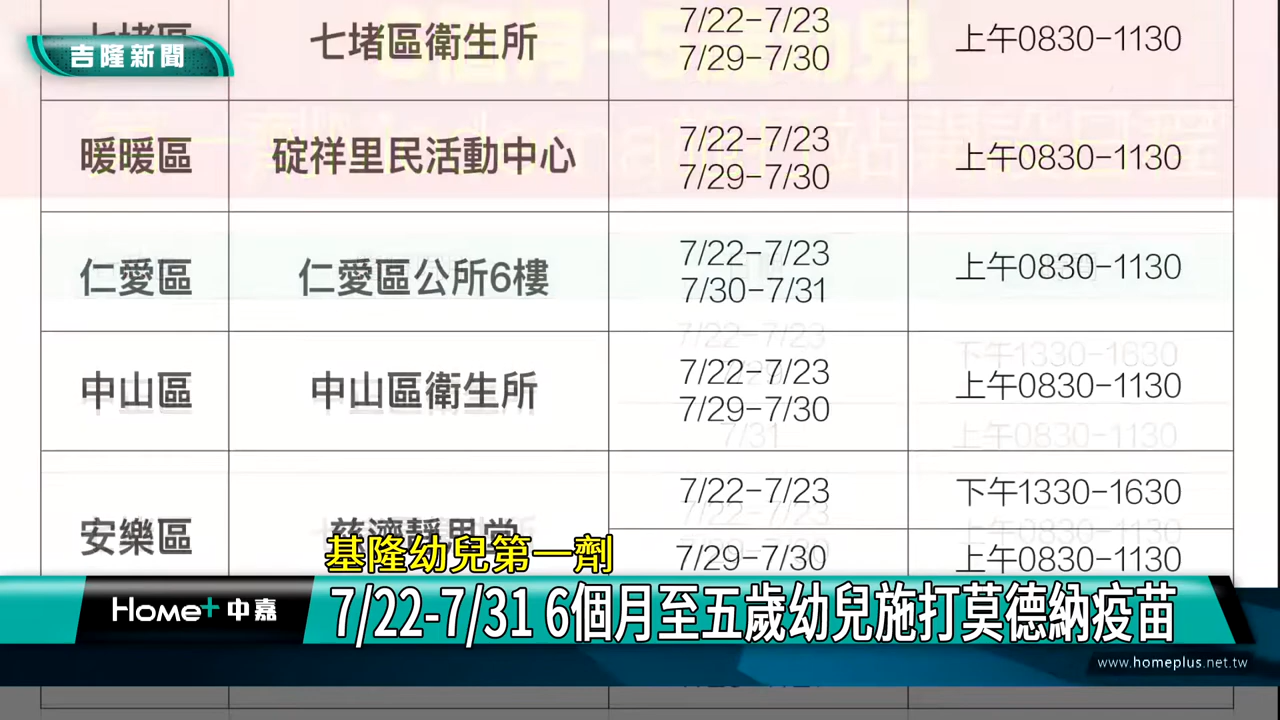 吉隆新聞
七堵區 七堵區衛生所 7/22-7/23 上午0830-1130
7/29-7/30
暖暖區 碇祥里民活動中心 7/22-7/23 上午0830-1130
7/29-7/30
仁愛區 仁愛區公所6樓 7/22-7/23 上午0830-1130
7/30-7/31
中山區 中山區衛生所 7/22-7/23 上午0830-1130
7/29-7/30
安樂區 慈濟靜思堂 7/22-7/23 下午1330-1630
7/29-7/30 上午0830-1130
基隆幼兒第一劑
Home+中嘉 7/22-7/31 6個月至五歲幼兒施打莫德納疫苗
www.homeplus.net.tw